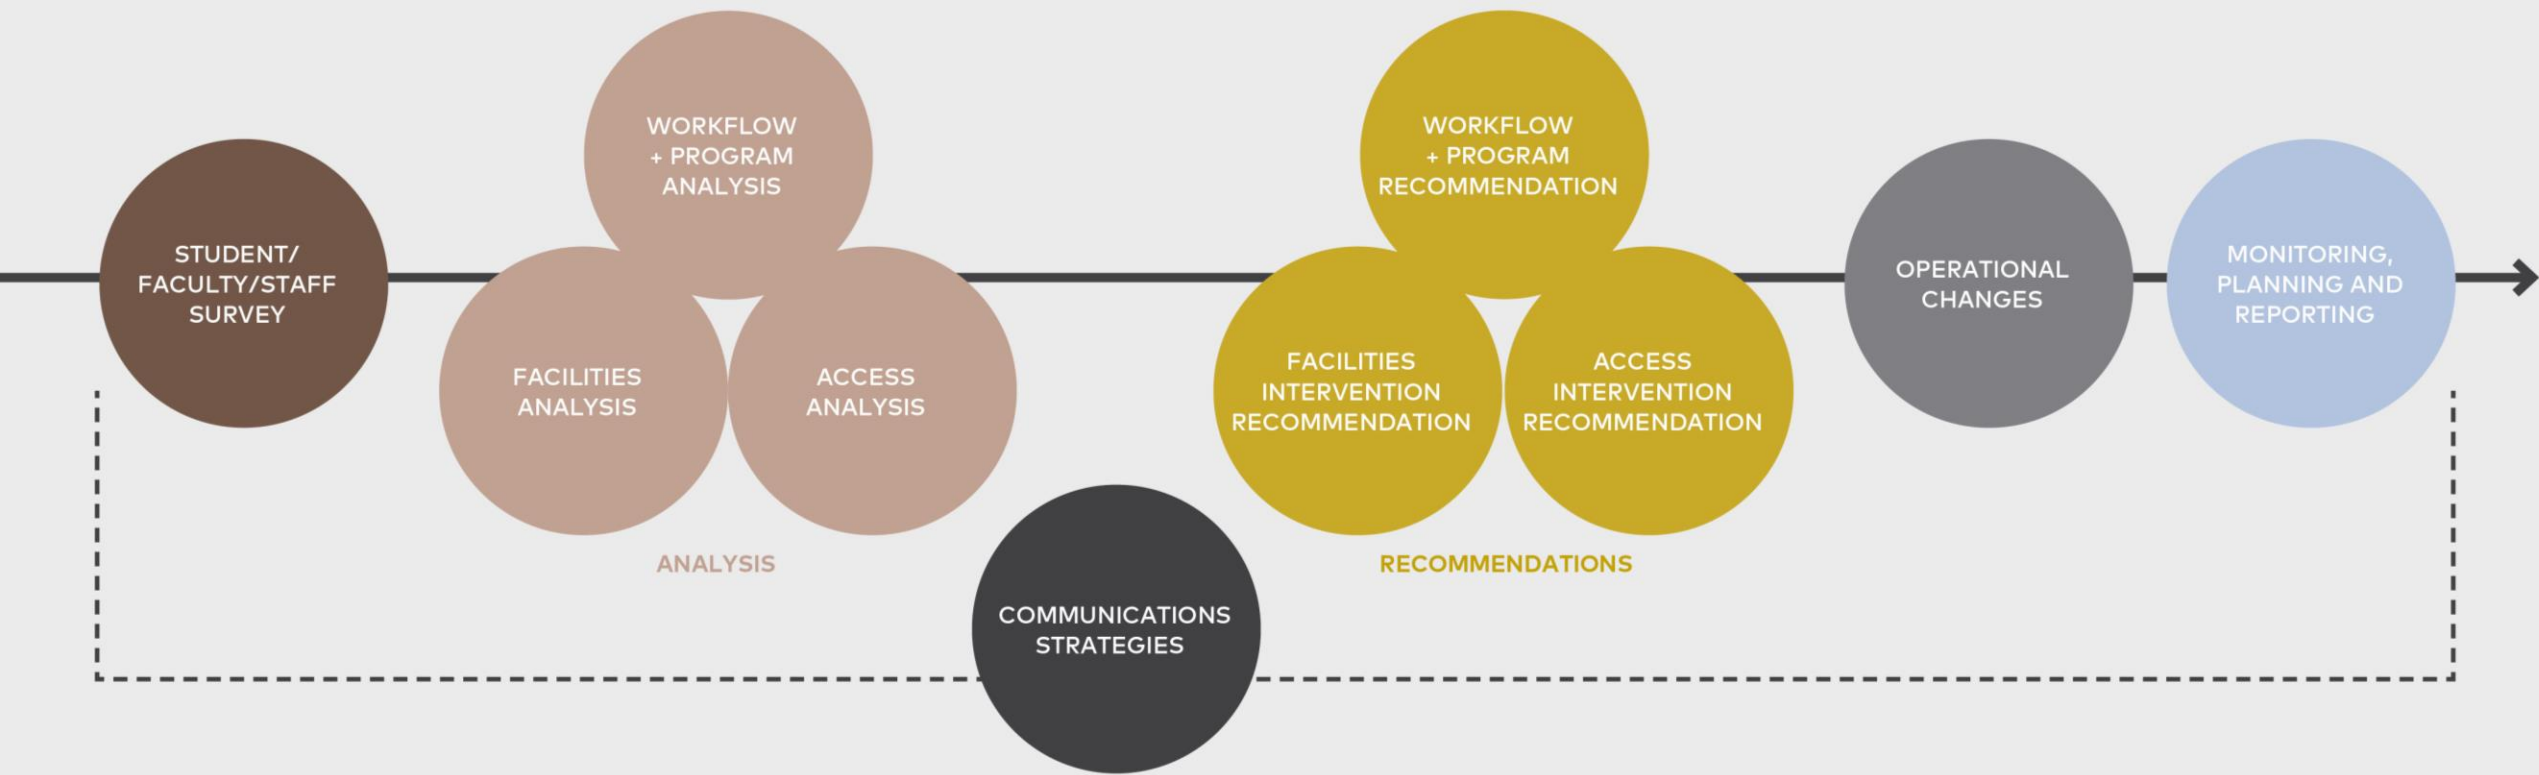 STUDENT/
FACULTY/STAFF
SURVEY
WORKFLOW
+ PROGRAM
ANALYSIS
FACILITIES
ANALYSIS
ACCESS
ANALYSIS
ANALYSIS
COMMUNICATIONS
STRATEGIES
WORKFLOW
+ PROGRAM
RECOMMENDATION
FACILITIES
INTERVENTION
RECOMMENDATION
ACCESS
INTERVENTION
RECOMMENDATION
RECOMMENDATIONS
OPERATIONAL
CHANGES
MONITORING,
PLANNING AND
REPORTING